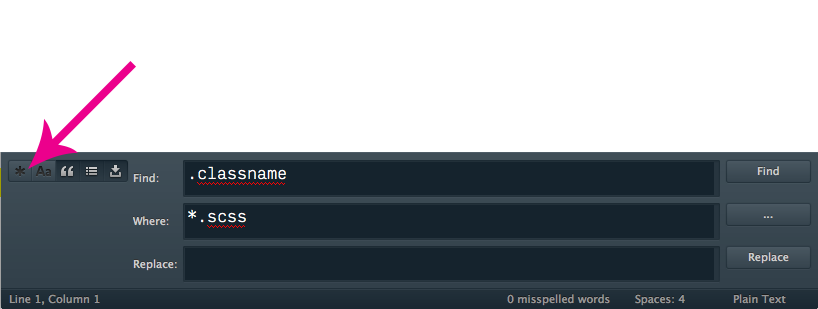 * Aa “
Find: .classname Find
Where: *.scss ...
Replace: Replace
Line 1, Column 1 0 misspelled words Spaces: 4 Plain Text